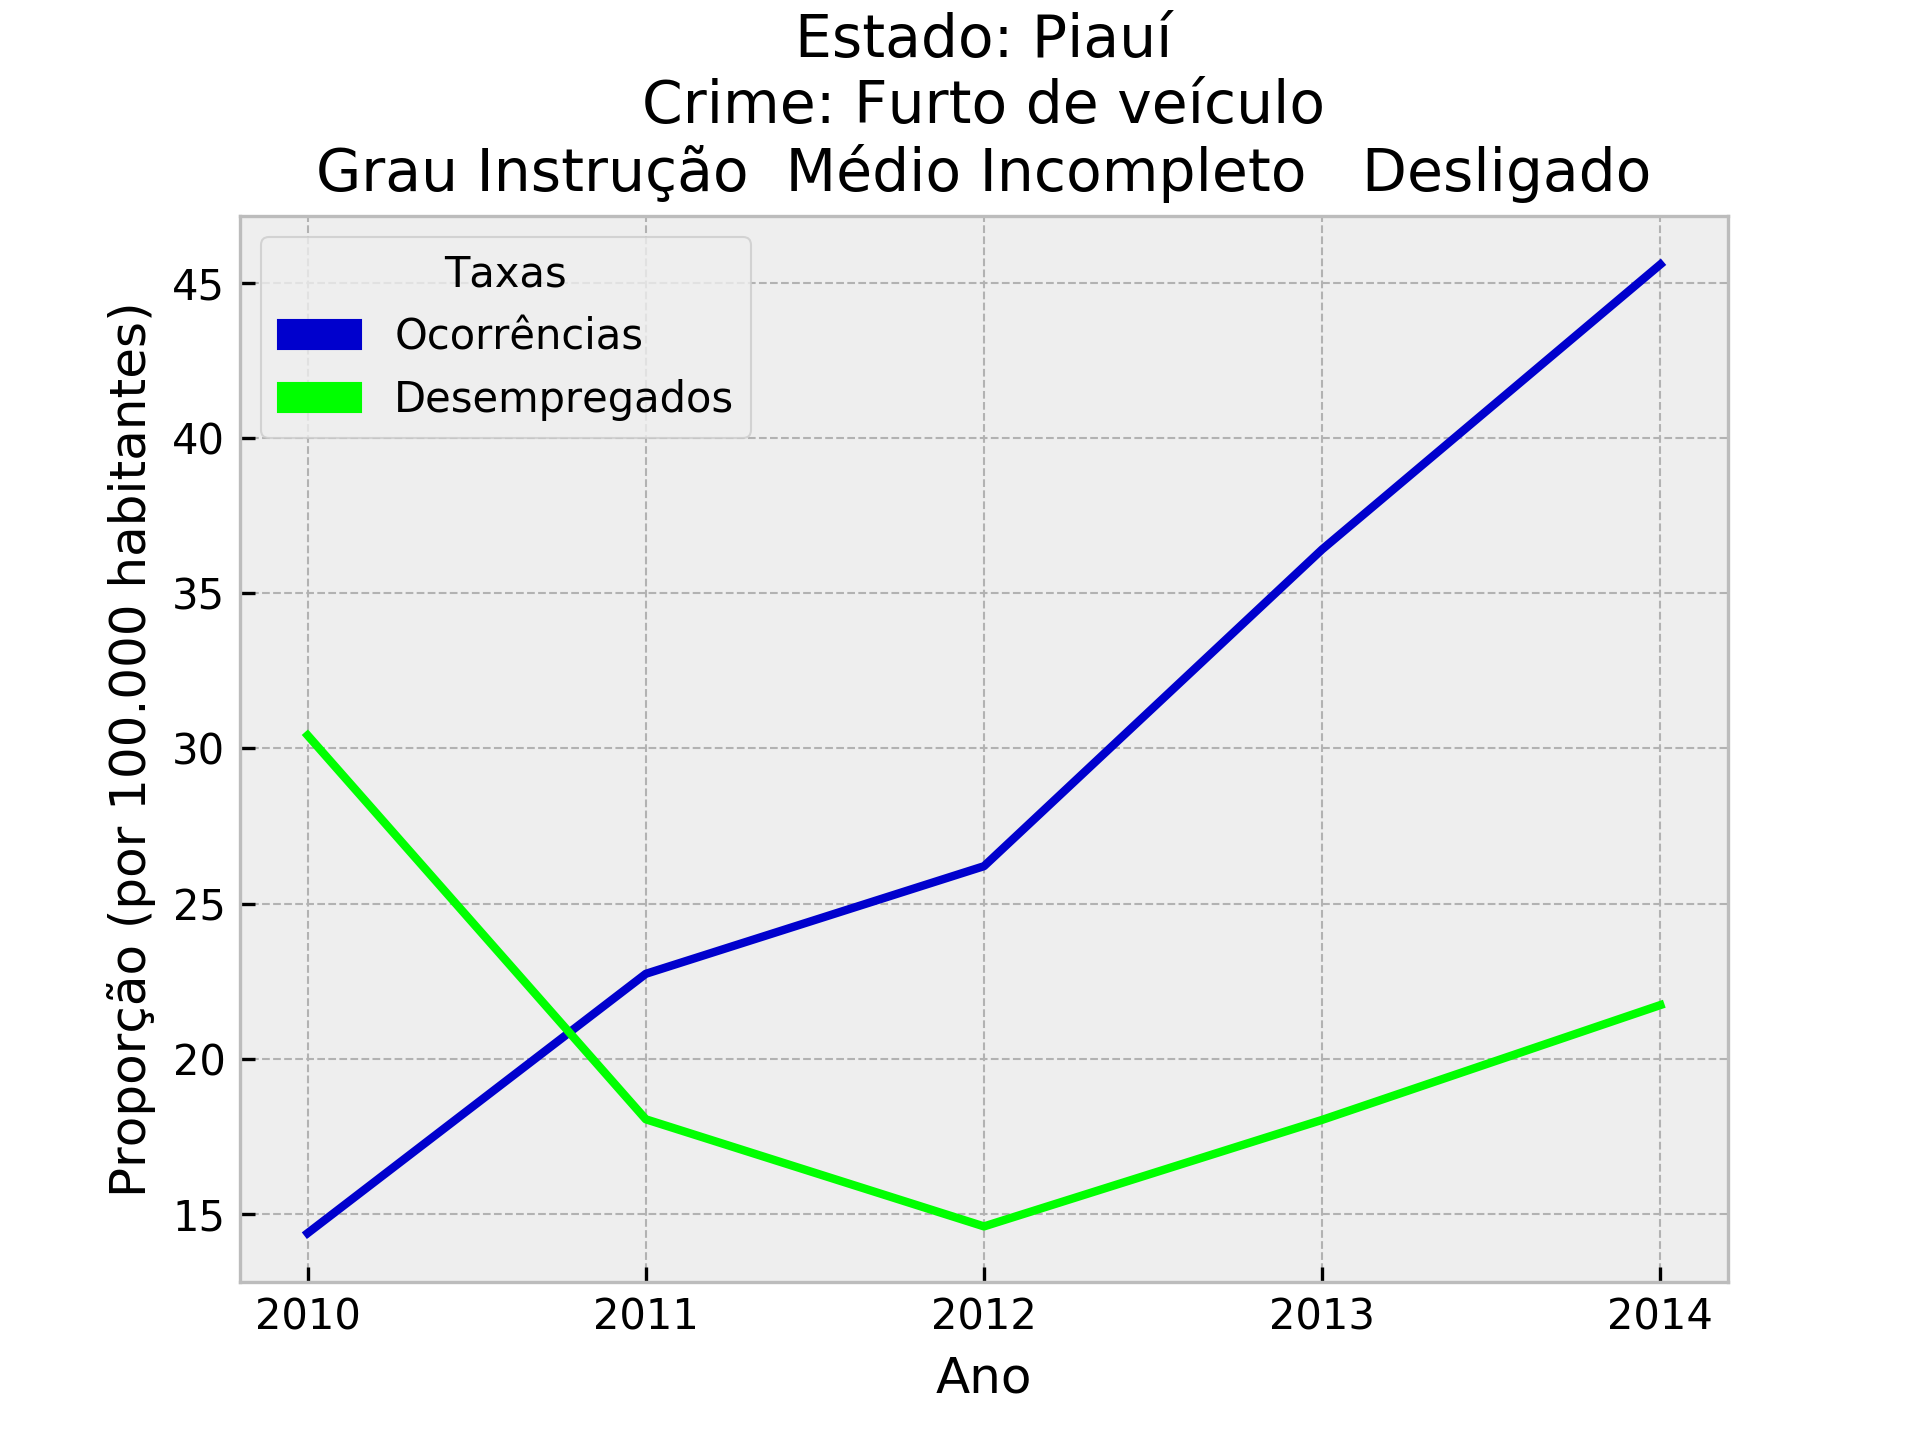 Estado: Piauí
Crime: Furto de veículo
Grau Instrução  Médio Incompleto   Desligado
Taxas
Ocorrências
Desempregados
Proporção (por 100.000 habitantes)
45
40
35
30
25
20
15
2010 2011 2012 2013 2014
Ano